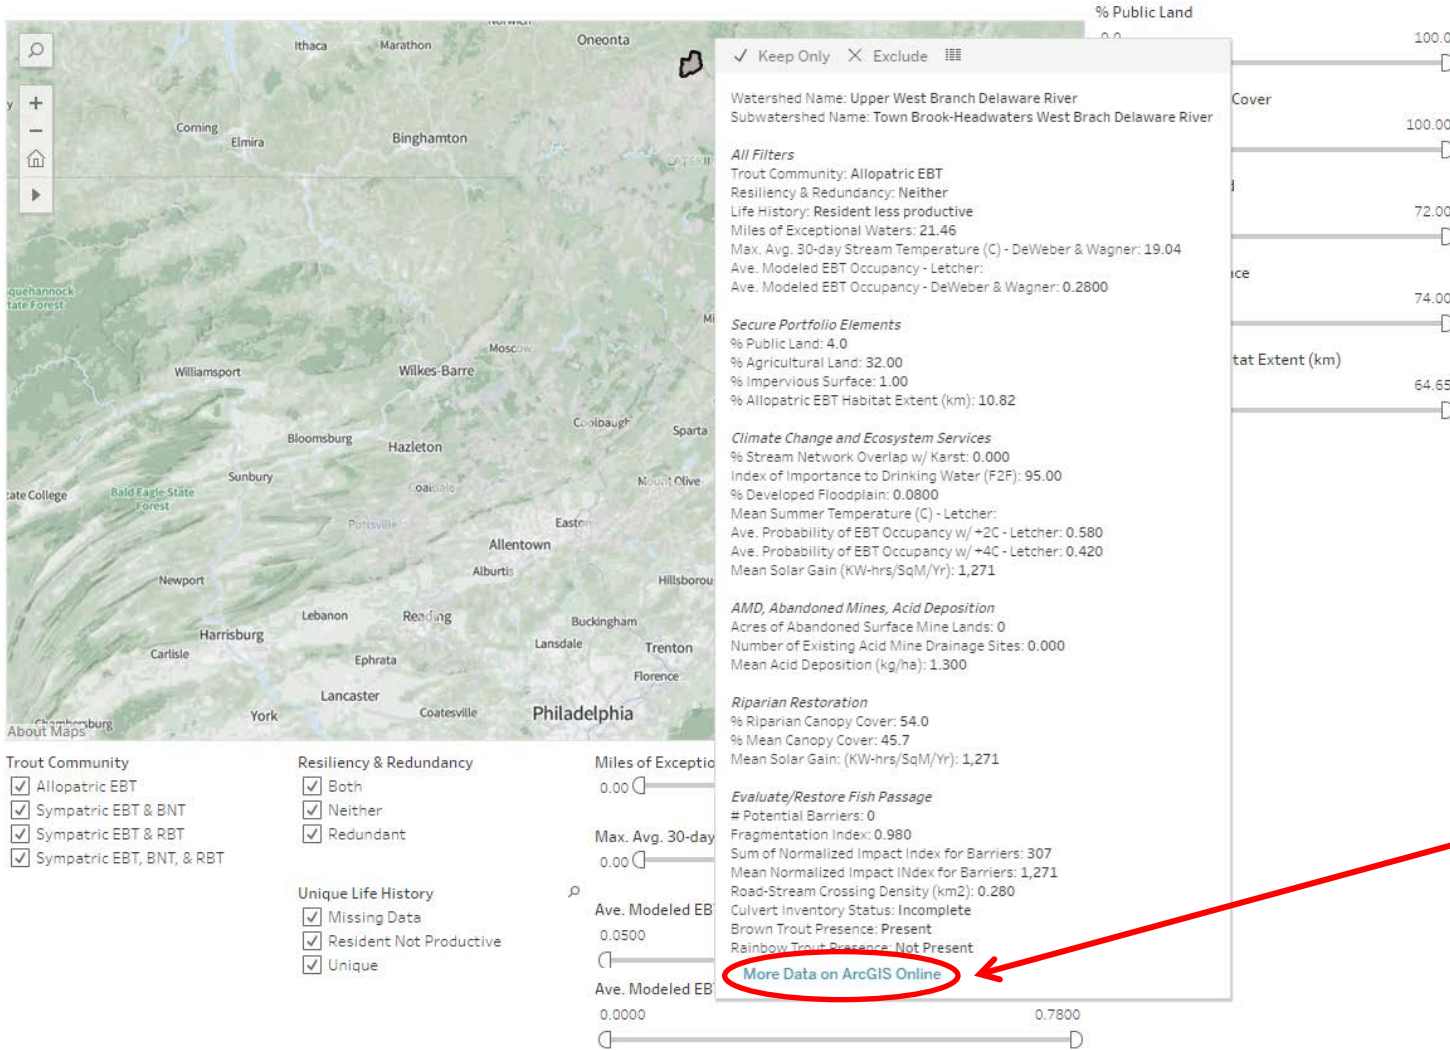 % Public Land
0.0 100.0
Norwich
Ithaca
Marathon
Oneonta
Corning
Elmira
Binghamton
Susquehannock
State Forest
Moscow
Williamsport
Wilkes-Barre
Coolbaugh
Sparta
Bloomsburg
Hazleton
Sunbury
Coaldale
Mount Olive
State College
Bald Eagle State
Forest
Pottsville
Easton
Allentown
Alburtis
Newport
Hillsborou
Lebanon
Reading
Buckingham
Harrisburg
Lansdale
Trenton
Carlisle
Ephrata
Florence
Lancaster
York
Coatesville
Philadelphia
Chambersburg
About Maps
Keep Only Exclude
Watershed Name: Upper West Branch Delaware River
Subwatershed Name: Town Brook-Headwaters West Brach Delaware River
All Filters
Trout Community: Allopatric EBT
Resiliency & Redundancy: Neither
Life History: Resident less productive
Miles of Exceptional Waters: 21.46
Max. Avg. 30-day Stream Temperature (C) - DeWeber & Wagner: 19.04
Ave. Modeled EBT Occupancy - Letcher:
Ave. Modeled EBT Occupancy - DeWeber & Wagner: 0.2800
Secure Portfolio Elements
% Public Land: 4.0
% Agricultural Land: 32.00
% Impervious Surface: 1.00
% Allopatric EBT Habitat Extent (km): 10.82
Climate Change and Ecosystem Services
% Stream Network Overlap w/ Karst: 0.000
Index of Importance to Drinking Water (F2F): 95.00
% Developed Floodplain: 0.0800
Mean Summer Temperature (C) - Letcher:
Ave. Probability of EBT Occupancy w/ +2C - Letcher: 0.580
Ave. Probability of EBT Occupancy w/ +4C - Letcher: 0.420
Mean Solar Gain (KW-hrs/SqM/Yr): 1,271
AMD, Abandoned Mines, Acid Deposition
Acres of Abandoned Surface Mine Lands: 0
Number of Existing Acid Mine Drainage Sites: 0.000
Mean Acid Deposition (kg/ha): 1.300
Riparian Restoration
% Riparian Canopy Cover: 54.0
% Mean Canopy Cover: 45.7
Mean Solar Gain: (KW-hrs/SqM/Yr): 1,271
Evaluate/Restore Fish Passage
# Potential Barriers: 0
Fragmentation Index: 0.980
Sum of Normalized Impact Index for Barriers: 307
Mean Normalized Impact INdex for Barriers: 1,271
Road-Stream Crossing Density (km2): 0.280
Culvert Inventory Status: Incomplete
Brown Trout Presence: Present
Rainbow Trout Presence: Not Present
More Data on ArcGIS Online
Cover
100.00
72.00
ice
74.00
tat Extent (km)
64.65
Trout Community
Allopatric EBT
Sympatric EBT & BNT
Sympatric EBT & RBT
Sympatric EBT, BNT, & RBT
Resiliency & Redundancy
Both
Neither
Redundant
Unique Life History
Missing Data
Resident Not Productive
Unique
Miles of Exceptio
0.00
Max. Avg. 30-day
0.00
Ave. Modeled EB
0.0500
Ave. Modeled EB
0.0000 0.7800